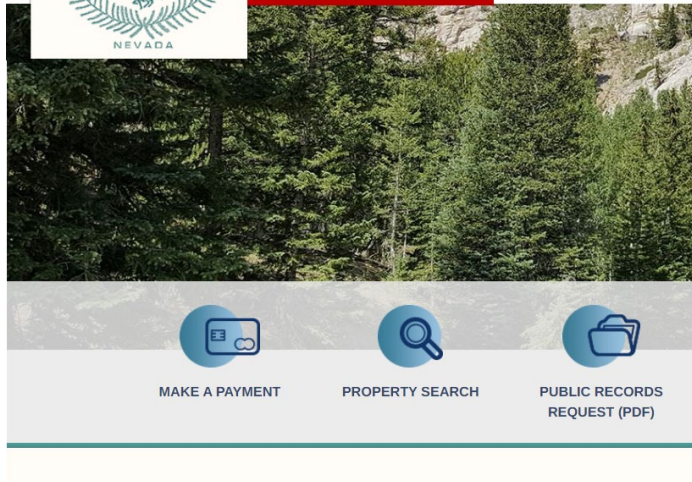 NEVADA
MAKE A PAYMENT
PROPERTY SEARCH
PUBLIC RECORDS
REQUEST (PDF)